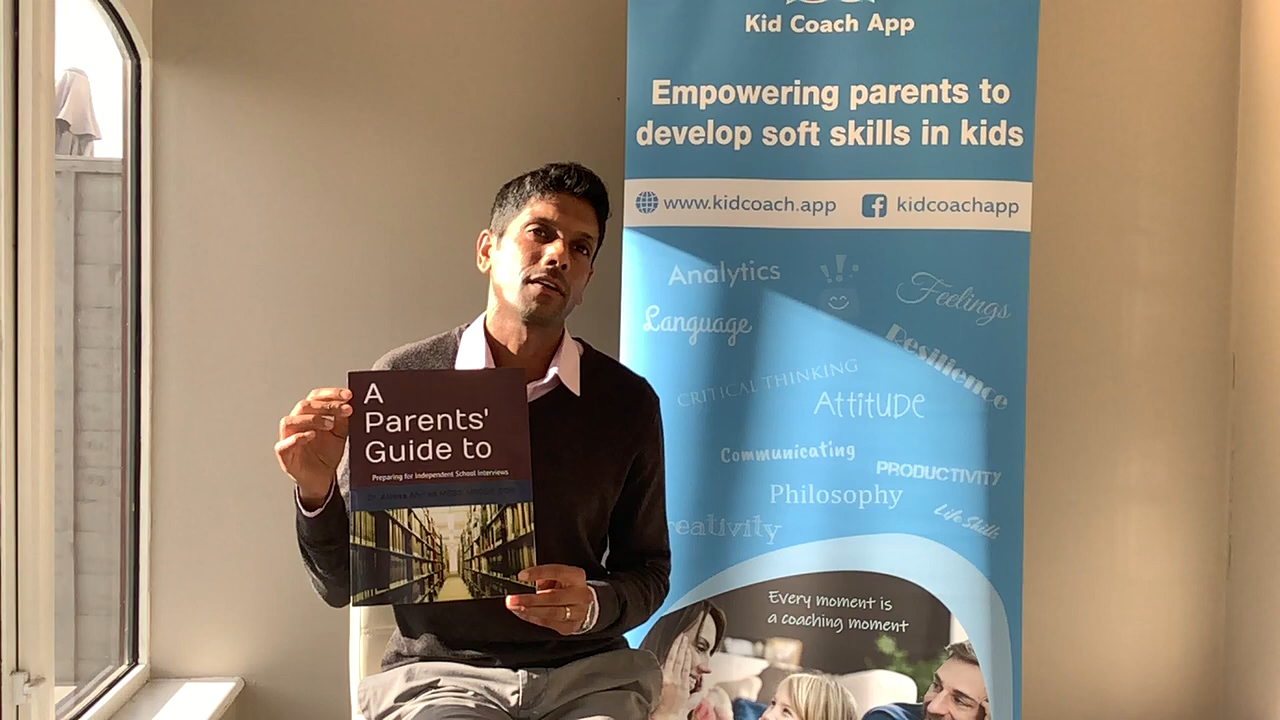 Kid Coach App
Empowering parents to
develop soft skills in kids
www.kidcoach.app
kidcoachapp
Analytics
Feelings
Language
Resilience
CRITICAL THINKING
Attitude
Communicating
PRODUCTIVITY
Philosophy
Life Skills
reativity
Every moment is
a coaching moment
A
Parents'
Guide to
Preparing for Independent School Interviews